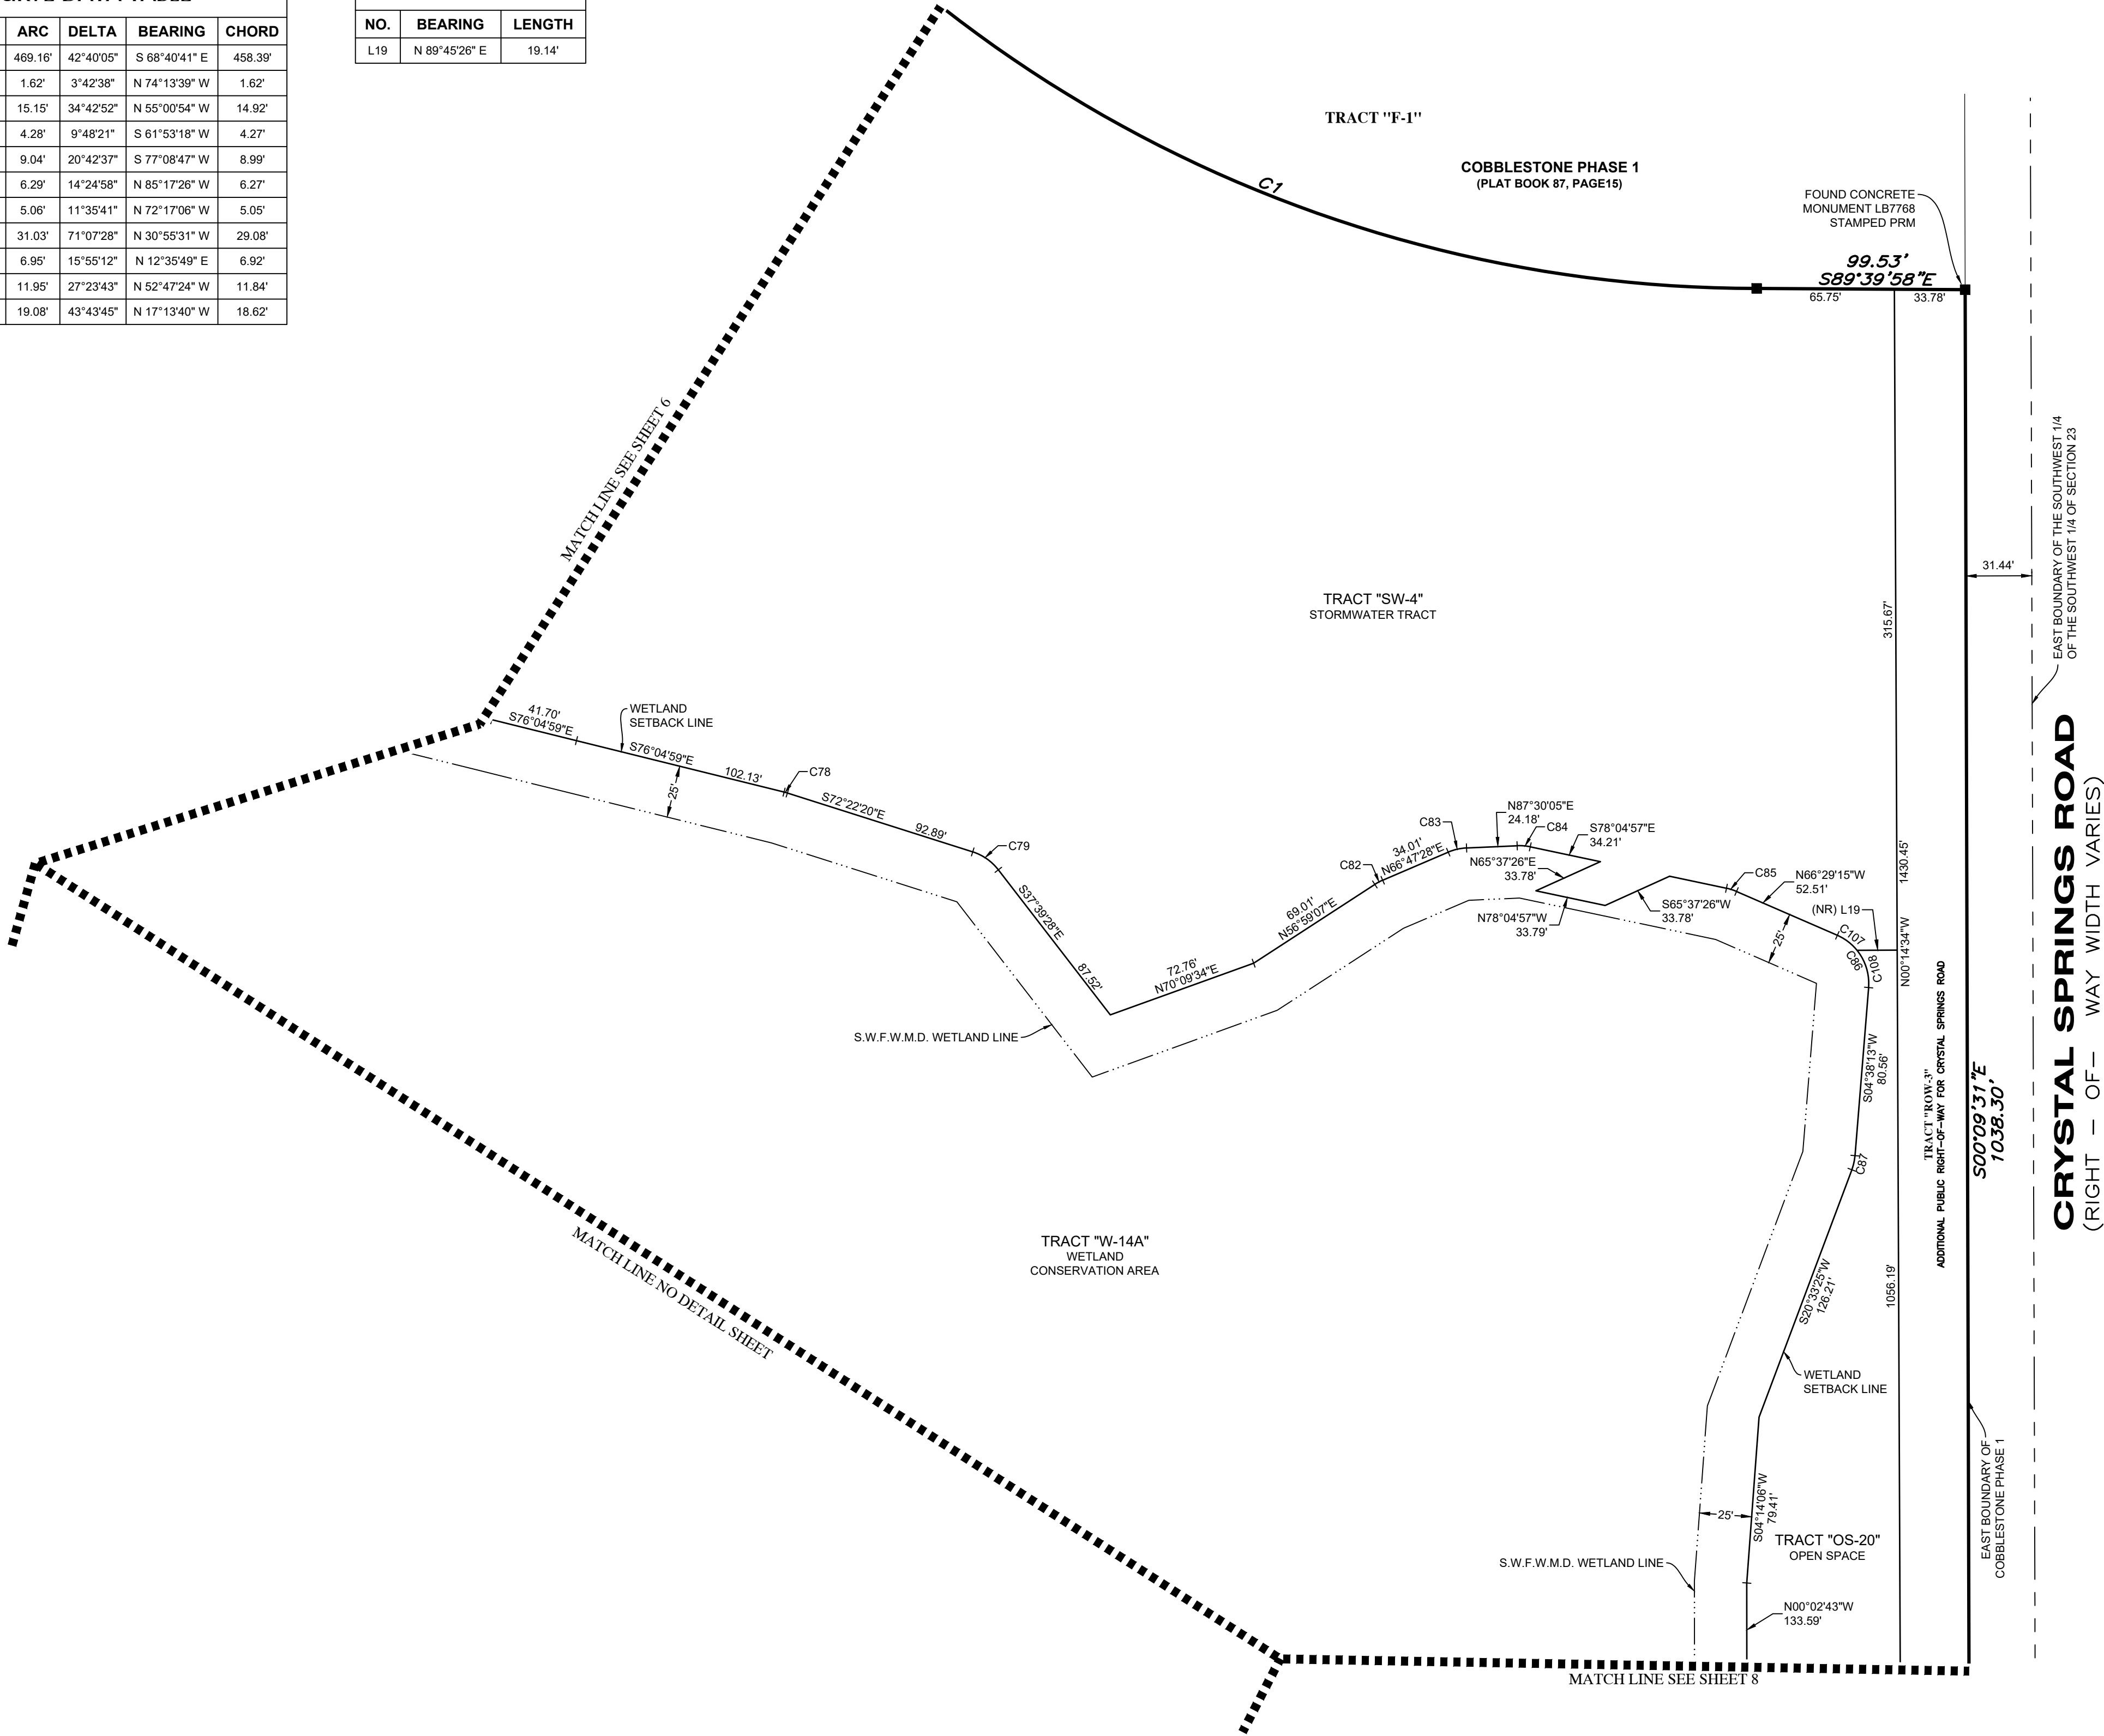 ARC DELTA BEARING CHORD
469.16' 42°40'05" S 68°40'41" E 458.39'
1.62' 3°42'38" N 74°13'39" W 1.62'
15.15' 34°42'52" N 55°00'54" W 14.92'
4.28' 9°48'21" S 61°53'18" W 4.27'
9.04' 20°42'37" S 77°08'47" W 8.99'
6.29' 14°24'58" N 85°17'26" W 6.27'
5.06' 11°35'41" N 72°17'06" W 5.05'
31.03' 71°07'28" N 30°55'31" W 29.08'
6.95' 15°55'12" N 12°35'49" E 6.92'
11.95' 27°23'43" N 52°47'24" W 11.84'
19.08' 43°43'45" N 17°13'40" W 18.62'
NO. BEARING LENGTH
L19 N 89°45'26" E 19.14'
TRACT "F-1"
COBBLESTONE PHASE 1
(PLAT BOOK 87, PAGE15)
C1
FOUND CONCRETE
MONUMENT LB7768
STAMPED PRM
99.53'
S89°39'58"E
65.75'
33.78'
MATCH LINE SEE SHEET 6
TRACT "SW-4"
STORMWATER TRACT
31.44'
315.67'
EAST BOUNDARY OF THE SOUTHWEST 1/4
OF THE SOUTHWEST 1/4 OF SECTION 23
CRYSTAL SPRINGS ROAD
(RIGHT - OF- WAY WIDTH VARIES)
41.70'
S76°04'59"E
WETLAND
SETBACK LINE
S76°04'59"E
102.13'
25'
C78
S72°22'20"E
92.89'
C79
S37°39'28"E
87.52'
72.76'
N70°09'34"E
69.01'
N56°59'07"E
C82
34.01'
N66°47'28"E
C83
N87°30'05"E
24.18'
C84
S78°04'57"E
34.21'
N65°37'26"E
33.78'
N78°04'57"W
33.79'
S65°37'26"W
33.78'
C85
N66°29'15"W
52.51'
25'
(NR) L19
C107
C86
C108
1430.45'
N00°14'34"W
S.W.F.W.M.D. WETLAND LINE
S04°38'13"W
80.56'
C87
TRACT "ROW-3"
ADDITIONAL PUBLIC RIGHT-OF-WAY FOR CRYSTAL SPRINGS ROAD
S00°09'31"E
1038.30'
TRACT "W-14A"
WETLAND
CONSERVATION AREA
MATCH LINE NO DETAIL SHEET
S20°33'25"W
126.21'
1056.19'
WETLAND
SETBACK LINE
EAST BOUNDARY OF
COBBLESTONE PHASE 1
S04°14'06"W
79.41'
25'
TRACT "OS-20"
OPEN SPACE
S.W.F.W.M.D. WETLAND LINE
N00°02'43"W
133.59'
MATCH LINE SEE SHEET 8